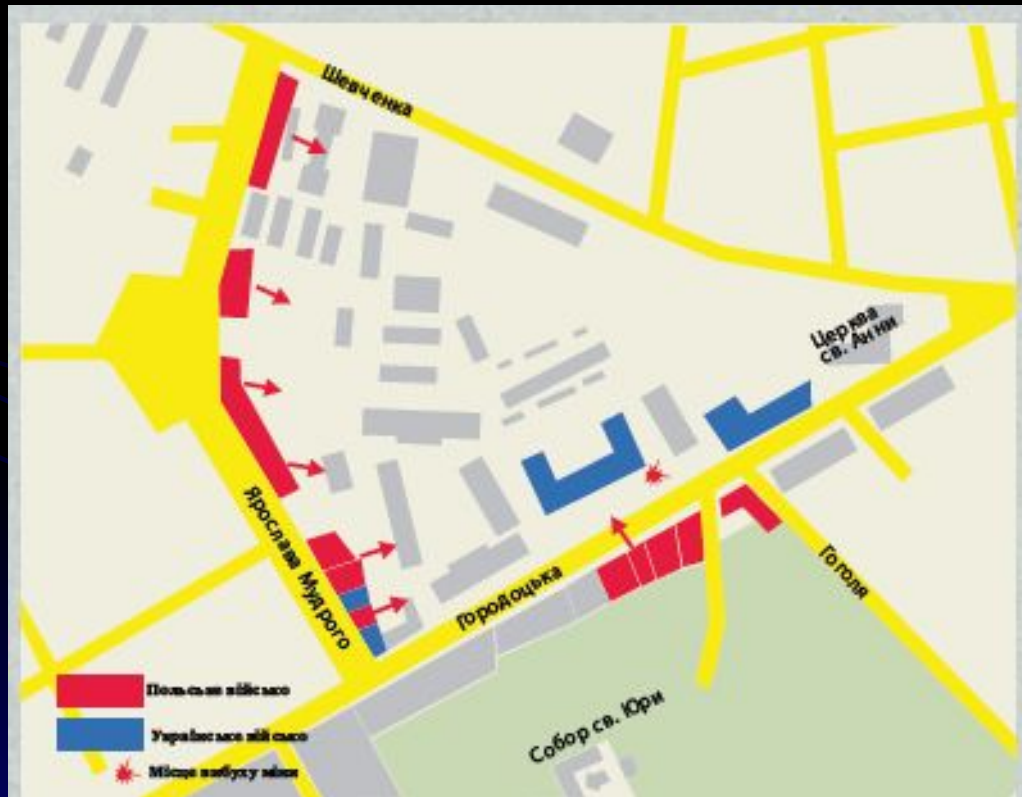 Шевченка
Церква
св. Анни
Ярослава Мудрого
Городоцька
Гоголя
Собор св. Юри
Польське військо
Українське військо
Місце вибуху міни